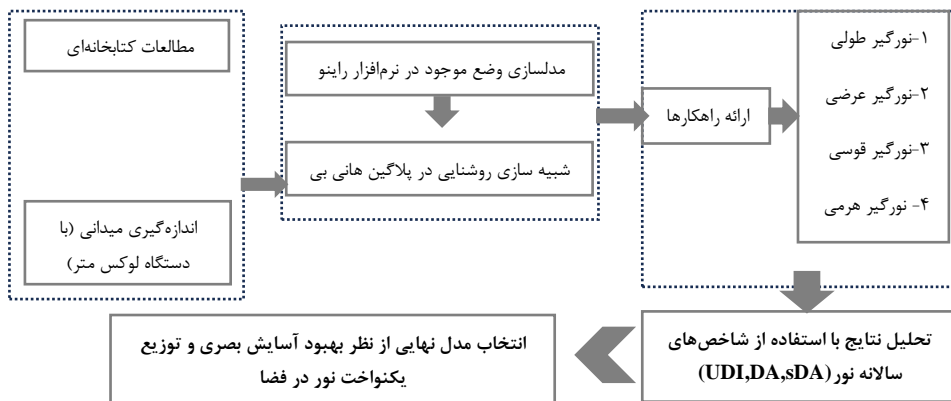 مطالعات کتابخانه‌ای
اندازه‌گیری میدانی (با
دستگاه لوکس متر)
مدلسازی وضع موجود در نرم‌افزار راینو
شبیه سازی روشنایی در پلاگین هانی بی
ارائه راهکارها
۱-نورگیر طولی
۲-نورگیر عرضی
۳-نورگیر قوسی
۴- نورگیر هرمی
تحلیل نتایج با استفاده از شاخص‌های
سالانه نور (UDI,DA,sDA)
انتخاب مدل نهایی از نظر بهبود آسایش بصری و توزیع
یکنواخت نور در فضا